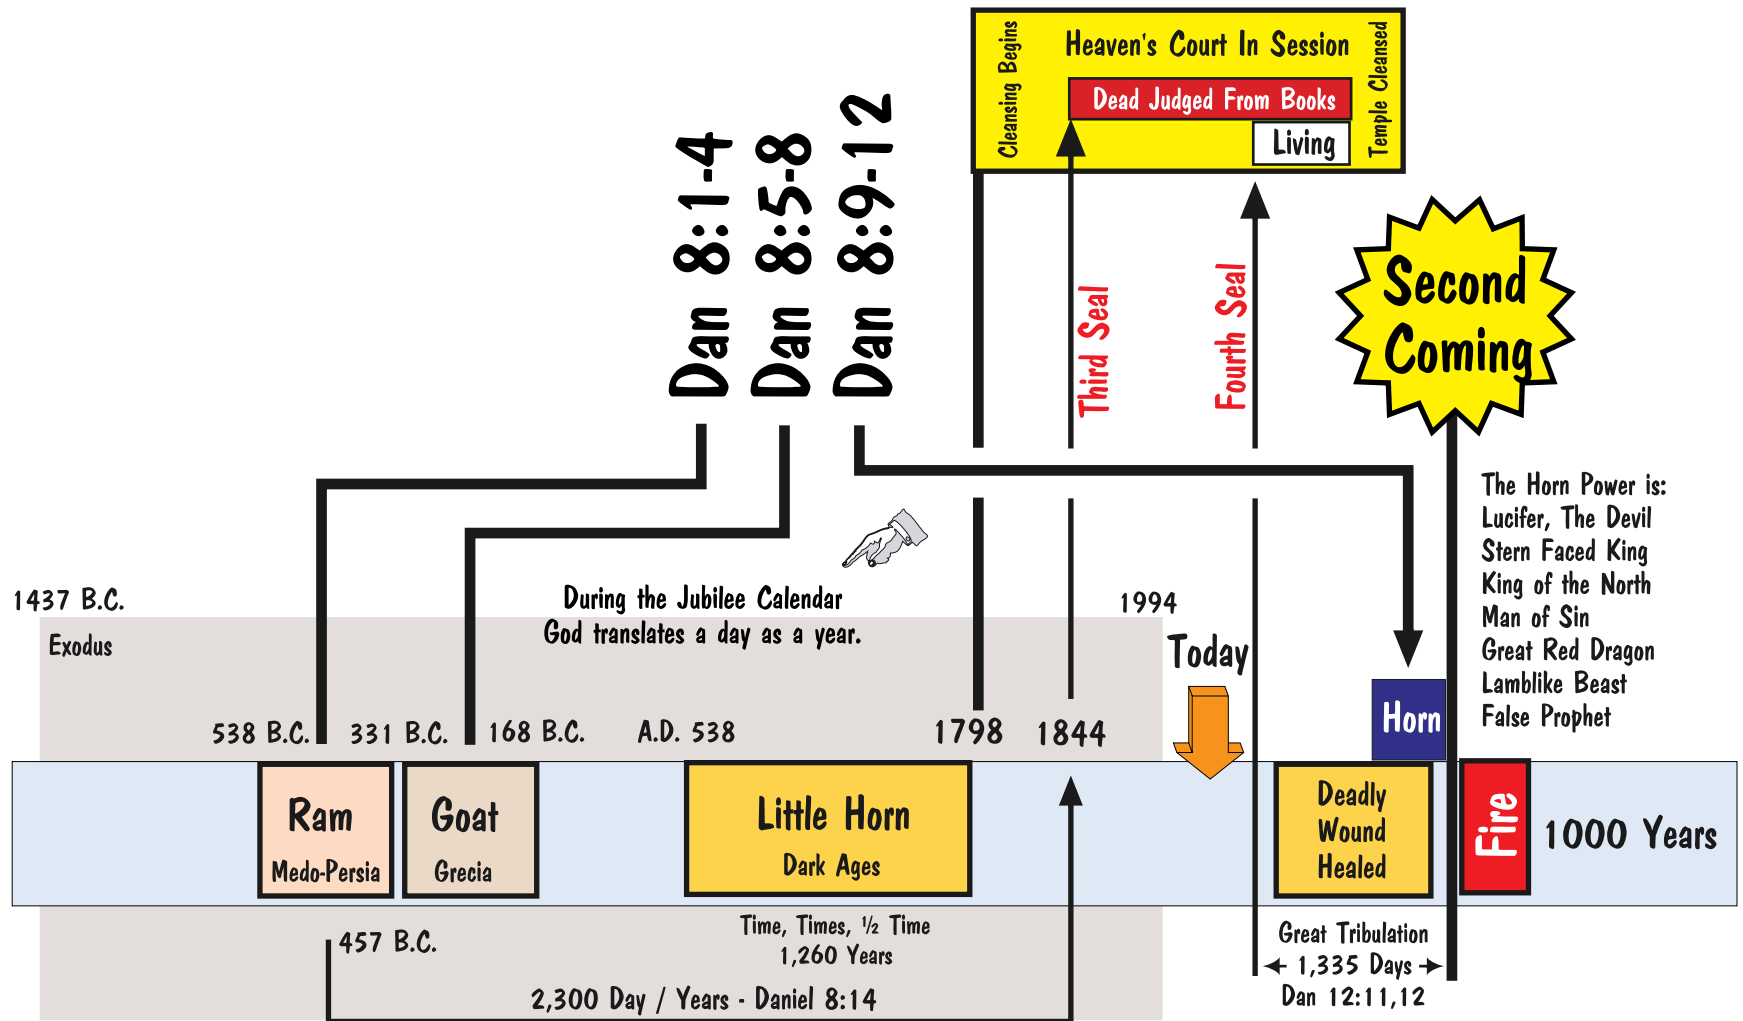 Cleansing Begins
Heaven's Court In Session
Dead Judged From Books
Living
Temple Cleansed
Dan 8:1-4
Dan 8:5-8
Dan 8:9-12
Third Seal
Fourth Seal
Second
Coming
The Horn Power is:
Lucifer, The Devil
Stern Faced King
King of the North
Man of Sin
Great Red Dragon
Lamblike Beast
False Prophet
1437 B.C.
Exodus
During the Jubilee Calendar
God translates a day as a year.
1994
Today
538 B.C.
331 B.C.
168 B.C.
A.D. 538
1798
1844
Horn
Ram
Medo-Persia
Goat
Grecia
Little Horn
Dark Ages
Deadly
Wound
Healed
Fire
1000 Years
457 B.C.
Time, Times, ½ Time
1,260 Years
2,300 Day / Years - Daniel 8:14
Great Tribulation
1,335 Days
Dan 12:11,12